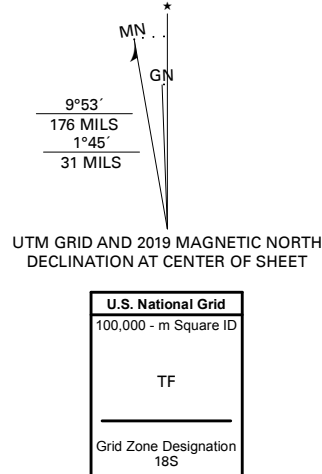 ★
MN
GN
9°53´
176 MILS
1°45´
31 MILS
UTM GRID AND 2019 MAGNETIC NORTH
DECLINATION AT CENTER OF SHEET
U.S. National Grid
100,000 - m Square ID
TF
Grid Zone Designation
18S